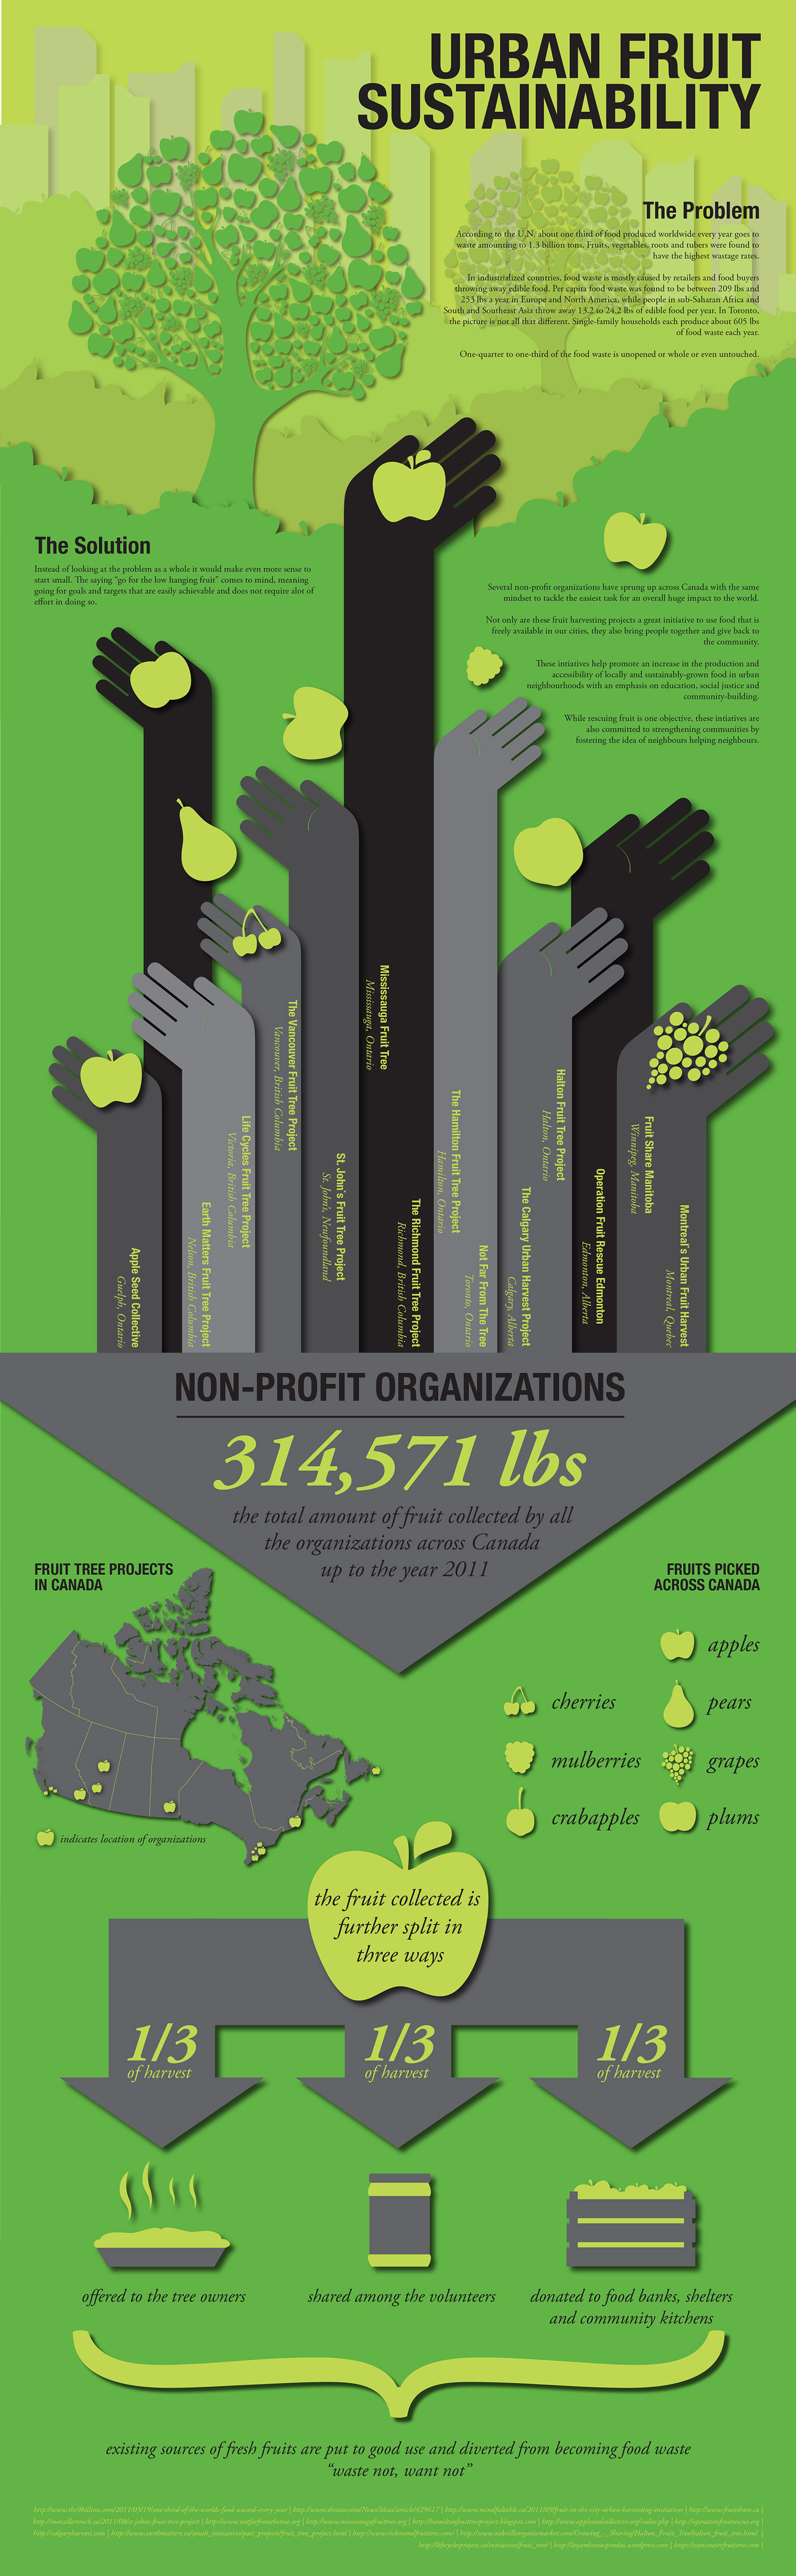 URBAN FRUIT
SUSTAINABILITY
The Problem
According to the U.N. about one third of food produced worldwide every year goes to
waste amounting to 1.3 billion tons. Fruits, vegetables, roots and tubers were found to
have the highest wastage rates.
In industrialized countries, food waste is mostly caused by retailers and food buyers
throwing away edible food. Per capita food waste was found to be between 209 lbs and
253 lbs a year in Europe and North America, while people in sub-Saharan Africa and
South and Southeast Asia throw away 13.2 to 24.2 lbs of edible food per year. In Toronto,
the picture is not all that different. Single-family households each produce about 605 lbs
of food waste each year.
One-quarter to one-third of the food waste is unopened or whole or even untouched.
The Solution
Instead of looking at the problem as a whole it would make even more sense to
start small. The saying "go for the low hanging fruit" comes to mind, meaning
going for goals and targets that are easily achievable and does not require alot of
effort in doing so.
Several non-profit organizations have sprung up across Canada with the same
mindset to tackle the easiest task for an overall huge impact to the world.
Not only are these fruit harvesting projects a great initiative to use food that is
freely available in our cities, they also bring people together and give back to
the community.
These intiatives help promote an increase in the production and
accessibility of locally and sustainably-grown food in urban
neighbourhoods with an emphasis on education, social justice and
community-building.
While rescuing fruit is one objective, these intiatives are
also committed to strengthening communities by
fostering the idea of neighbours helping neighbours.
Apple Seed Collective
Guelph, Ontario
Earth Matters Fruit Tree Project
Nelson, British Columbia
Life Cycles Fruit Tree Project
Victoria, British Columbia
The Vancouver Fruit Tree Project
Vancouver, British Columbia
St. John's Fruit Tree Project
St. John's, Newfoundland
Mississauga Fruit Tree
Mississauga, Ontario
The Richmond Fruit Tree Project
Richmond, British Columbia
The Hamilton Fruit Tree Project
Hamilton, Ontario
Not Far From The Tree
Toronto, Ontario
The Calgary Urban Harvest Project
Calgary, Alberta
Halton Fruit Tree Project
Halton, Ontario
Operation Fruit Rescue Edmonton
Edmonton, Alberta
Fruit Share Manitoba
Winnipeg, Manitoba
Montreal's Urban Fruit Harvest
Montreal, Quebec
NON-PROFIT ORGANIZATIONS
314,571 lbs
the total amount of fruit collected by all
the organizations across Canada
up to the year 2011
FRUIT TREE PROJECTS
IN CANADA
indicates location of organizations
FRUITS PICKED
ACROSS CANADA
apples
cherries
pears
mulberries
grapes
crabapples
plums
the fruit collected is
further split in
three ways
1/3
of harvest
1/3
of harvest
1/3
of harvest
offered to the tree owners
shared among the volunteers
donated to food banks, shelters
and community kitchens
existing sources of fresh fruits are put to good use and diverted from becoming food waste
"waste not, want not"